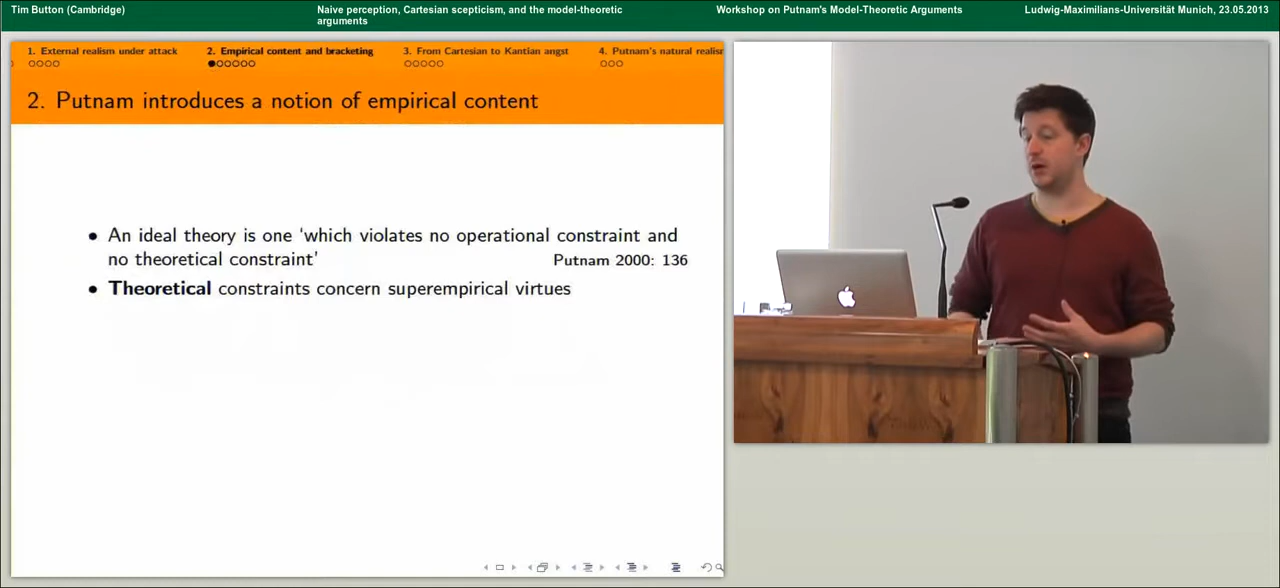 Tim Button (Cambridge)
Naive perception, Cartesian scepticism, and the model-theoretic
arguments
Workshop on Putnam's Model-Theoretic Arguments
Ludwig-Maximilians-Universität Munich, 23.05.2013
1. External realism under attack
2. Empirical content and bracketing
3. From Cartesian to Kantian angst
4. Putnam's natural realism
2. Putnam introduces a notion of empirical content
• An ideal theory is one ‘which violates no operational constraint and
no theoretical constraint’
Putnam 2000: 136
• Theoretical constraints concern superempirical virtues